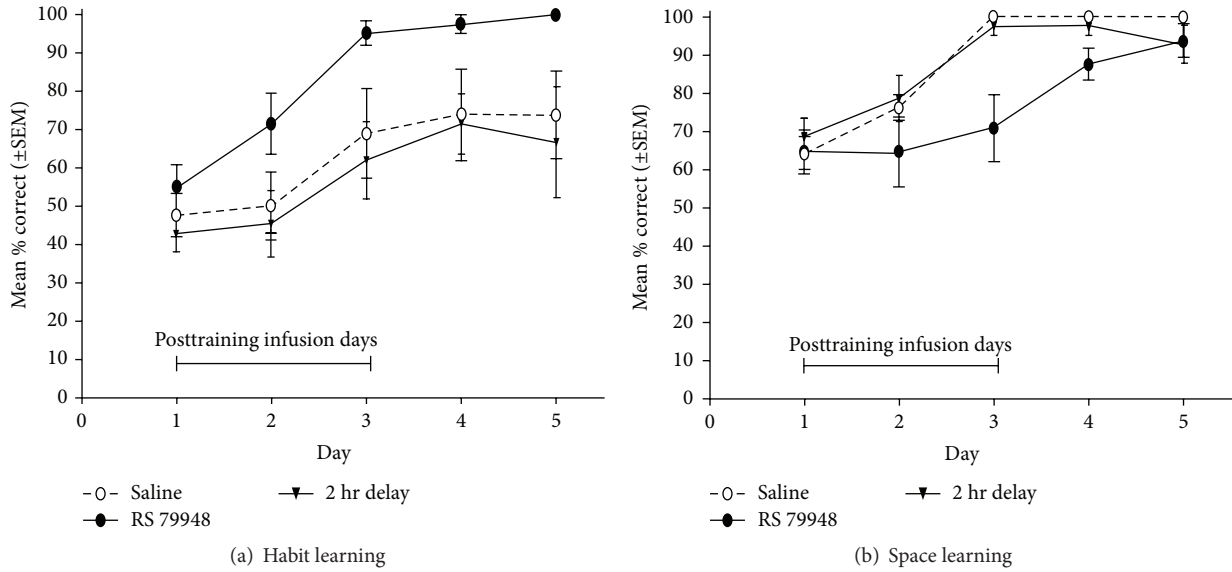 Mean % correct (±SEM)
100
90
80
70
60
50
40
30
20
10
0
Posttraining infusion days
0 1 2 3 4 5
Day
Saline
2 hr delay
RS 79948
(a) Habit learning
Mean % correct (±SEM)
100
90
80
70
60
50
40
30
20
10
0
Posttraining infusion days
0 1 2 3 4 5
Day
Saline
2 hr delay
RS 79948
(b) Space learning